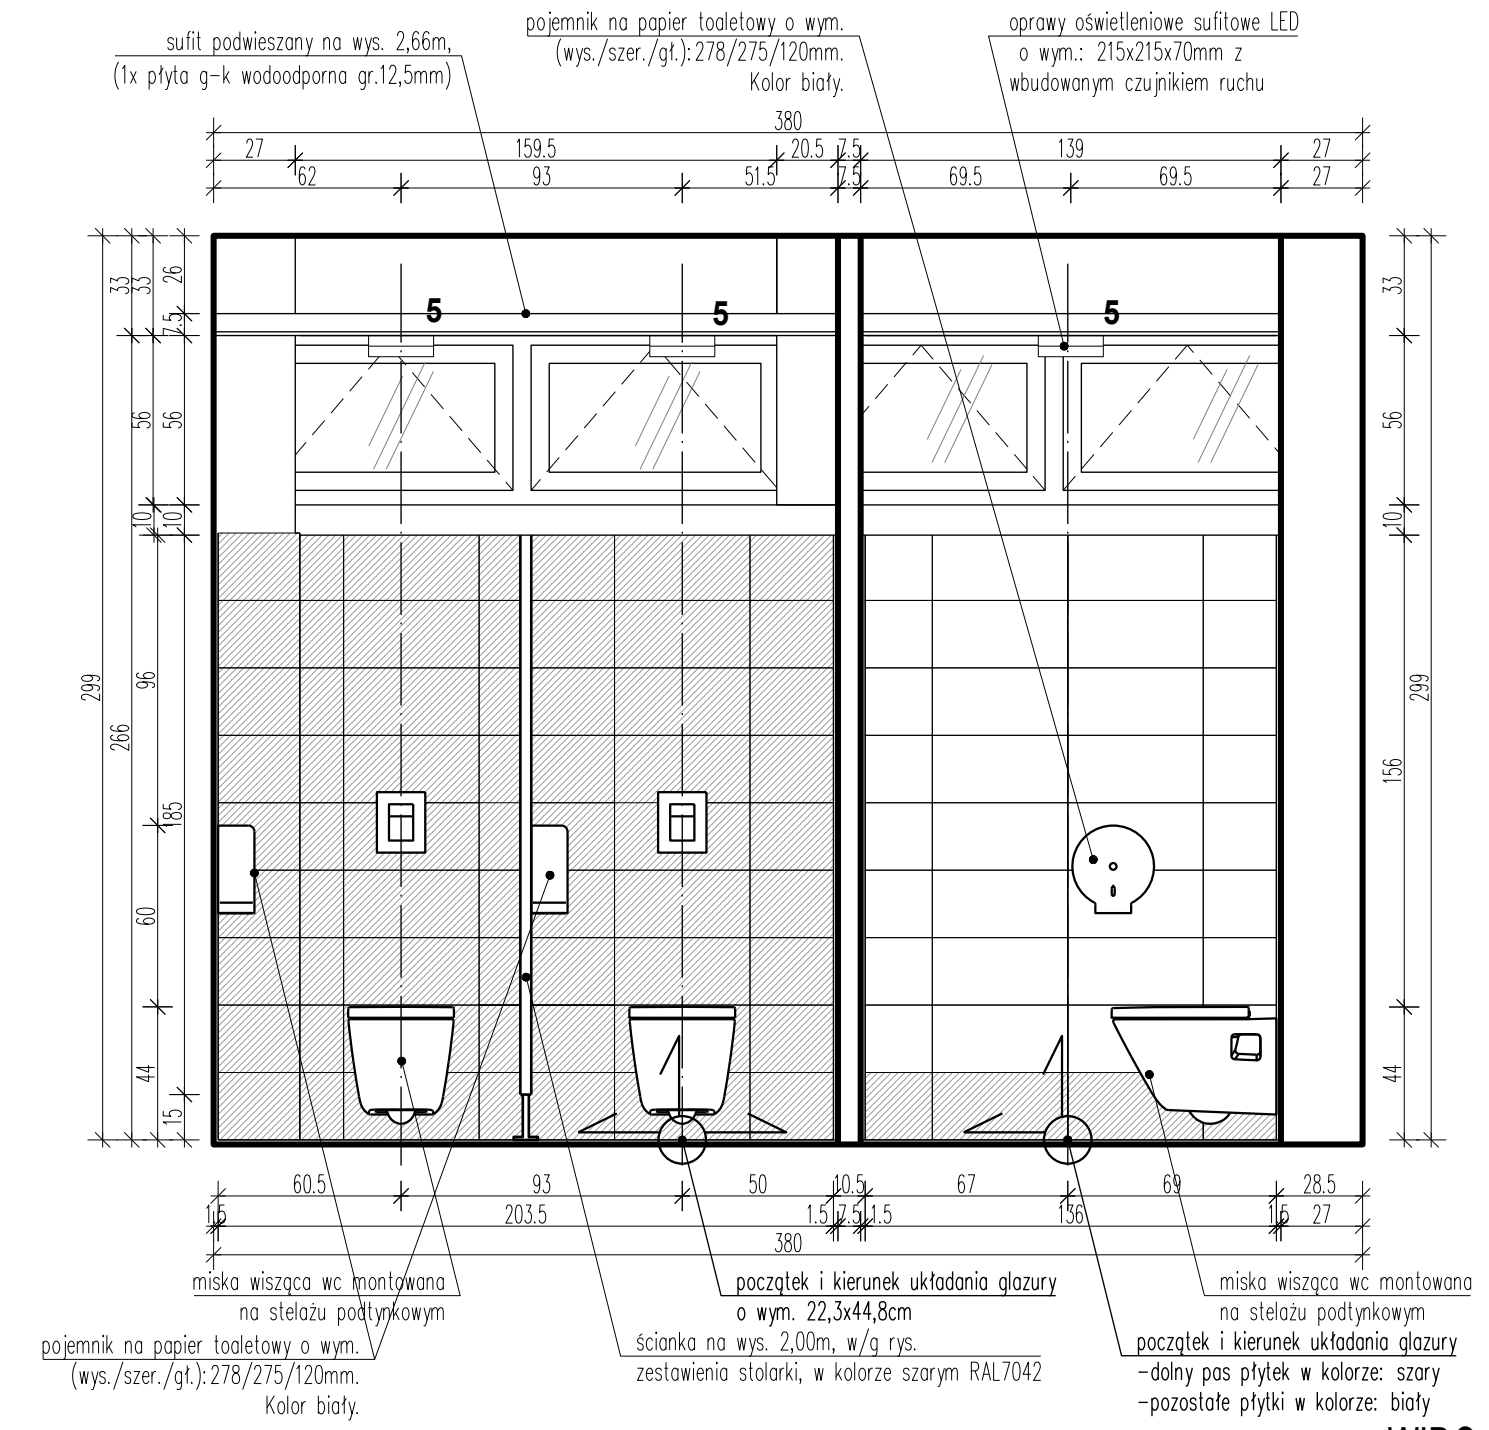 sufit podwieszany na wys. 2,66m,
(1x płyta g-k wodoodporna gr.12,5mm)
pojemnik na papier toaletowy o wym.
(wys./szer./gł.):278/275/120mm.
Kolor biały.
oprawy oświetleniowe sufitowe LED
o wym.: 215x215x70mm z
wbudowanym czujnikiem ruchu
380
27 159.5 20.5 7.5 139 27
62 93 51.5 7.5 69.5 69.5 27
33 33 26
7.5
56 56
10 10
299
266
96
185
60
44
15
5 5 5
33
56
10
299
156
44
60.5 93 50 10.5 67 69 28.5
1.5 203.5 1.5 7.5 1.5 136 1.5 27
380
miska wisząca wc montowana
na stelażu podtynkowym
pojemnik na papier toaletowy o wym.
(wys./szer./gł.):278/275/120mm.
Kolor biały.
początek i kierunek układania glazury
o wym. 22,3x44,8cm
ścianka na wys. 2,00m, w/g rys.
zestawienia stolarki, w kolorze szarym RAL7042
miska wisząca wc montowana
na stelażu podtynkowym
początek i kierunek układania glazury
-dolny pas płytek w kolorze: szary
-pozostałe płytki w kolorze: biały